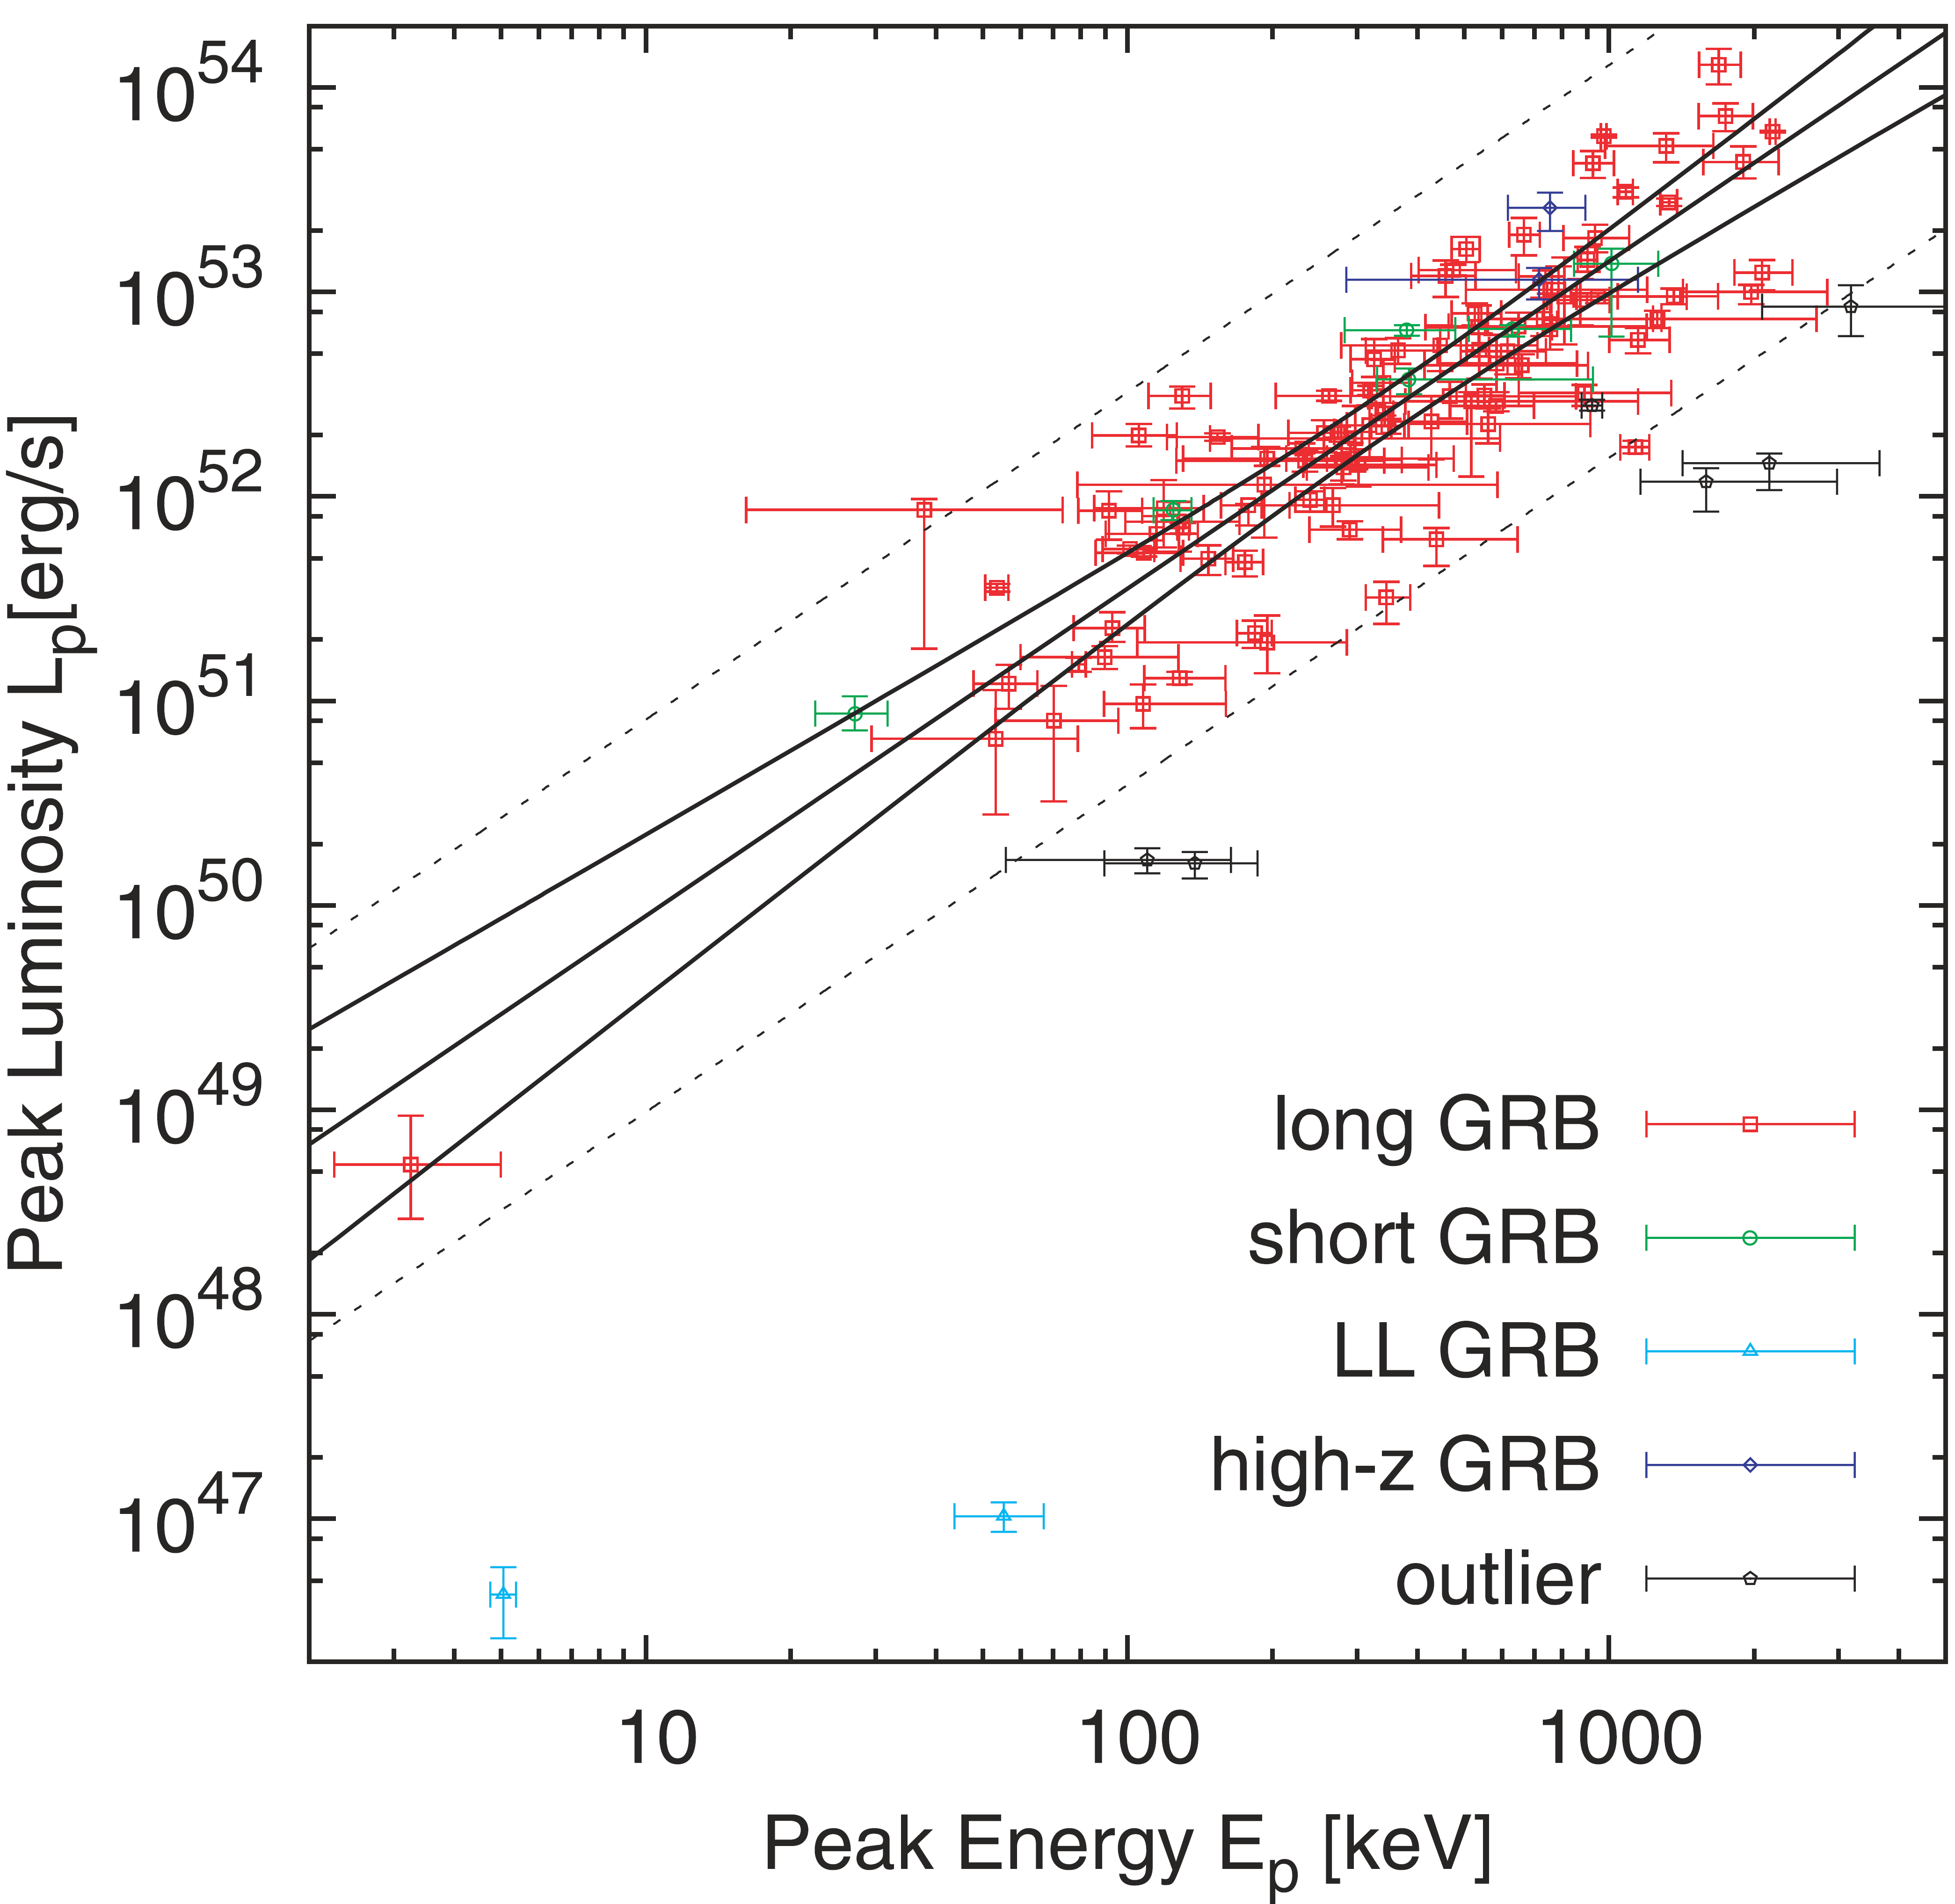 10^54
10^53
10^52
10^51
10^50
10^49
10^48
10^47
Peak Luminosity L_p[erg/s]
long GRB
short GRB
LL GRB
high-z GRB
outlier
10 100 1000
Peak Energy E_p [keV]